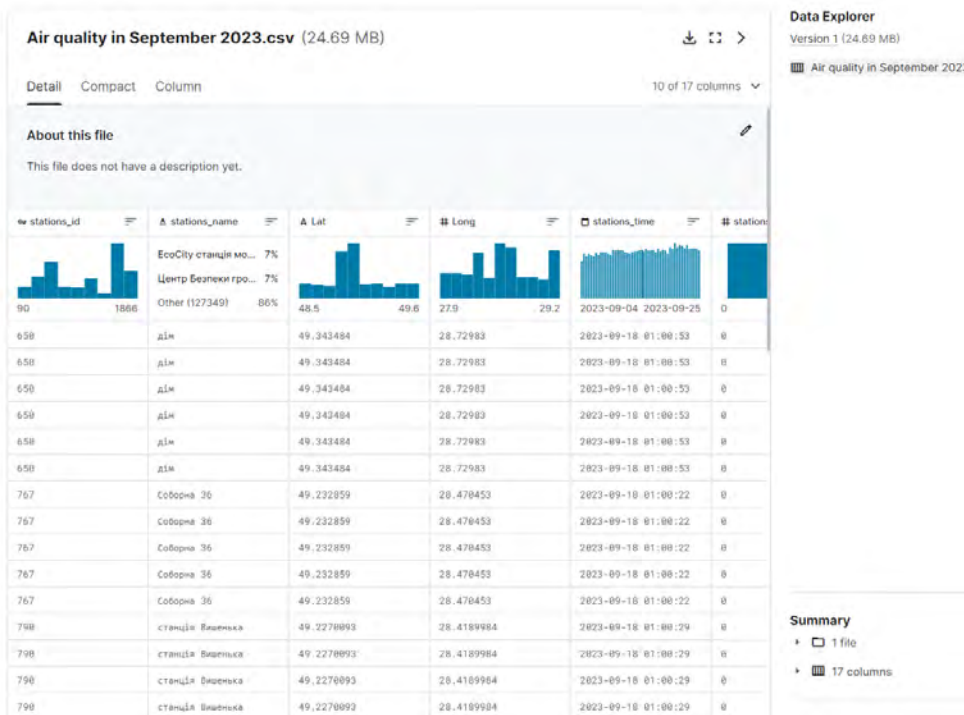 Air quality in September 2023.csv (24.69 MB)
Detail Compact Column 10 of 17 columns
About this file
This file does not have a description yet.
stations_id A stations_name A Lat # Long stations_time # stations
EcoCity станція мо... 7%
Центр Безпеки гро... 7%
Other (127349) 86%
90 1866 48.5 49.6 27.9 29.2 2023-09-04 2023-09-25 0
650 дім 49.343484 28.72983 2023-09-18 01:00:53 0
650 дім 49.343484 28.72983 2023-09-18 01:00:53 0
650 дім 49.343484 28.72983 2023-09-18 01:00:53 0
650 дім 49.343484 28.72983 2023-09-18 01:00:53 0
650 дім 49.343484 28.72983 2023-09-18 01:00:53 0
650 дім 49.343484 28.72983 2023-09-18 01:00:53 0
767 Соборна 36 49.232859 28.470453 2023-09-18 01:00:22 0
767 Соборна 36 49.232859 28.470453 2023-09-18 01:00:22 0
767 Соборна 36 49.232859 28.470453 2023-09-18 01:00:22 0
767 Соборна 36 49.232859 28.470453 2023-09-18 01:00:22 0
767 Соборна 36 49.232859 28.470453 2023-09-18 01:00:22 0
790 станція Вишенька 49.2270093 28.4189984 2023-09-18 01:00:29 0
790 станція Вишенька 49.2270093 28.4189984 2023-09-18 01:00:29 0
790 станція Вишенька 49.2270093 28.4189984 2023-09-18 01:00:29 0
790 станція Вишенька 49.2270093 28.4189984 2023-09-18 01:00:29 0
Data Explorer
Version 1 (24.69 MB)
Air quality in September 202
Summary
1 file
17 columns